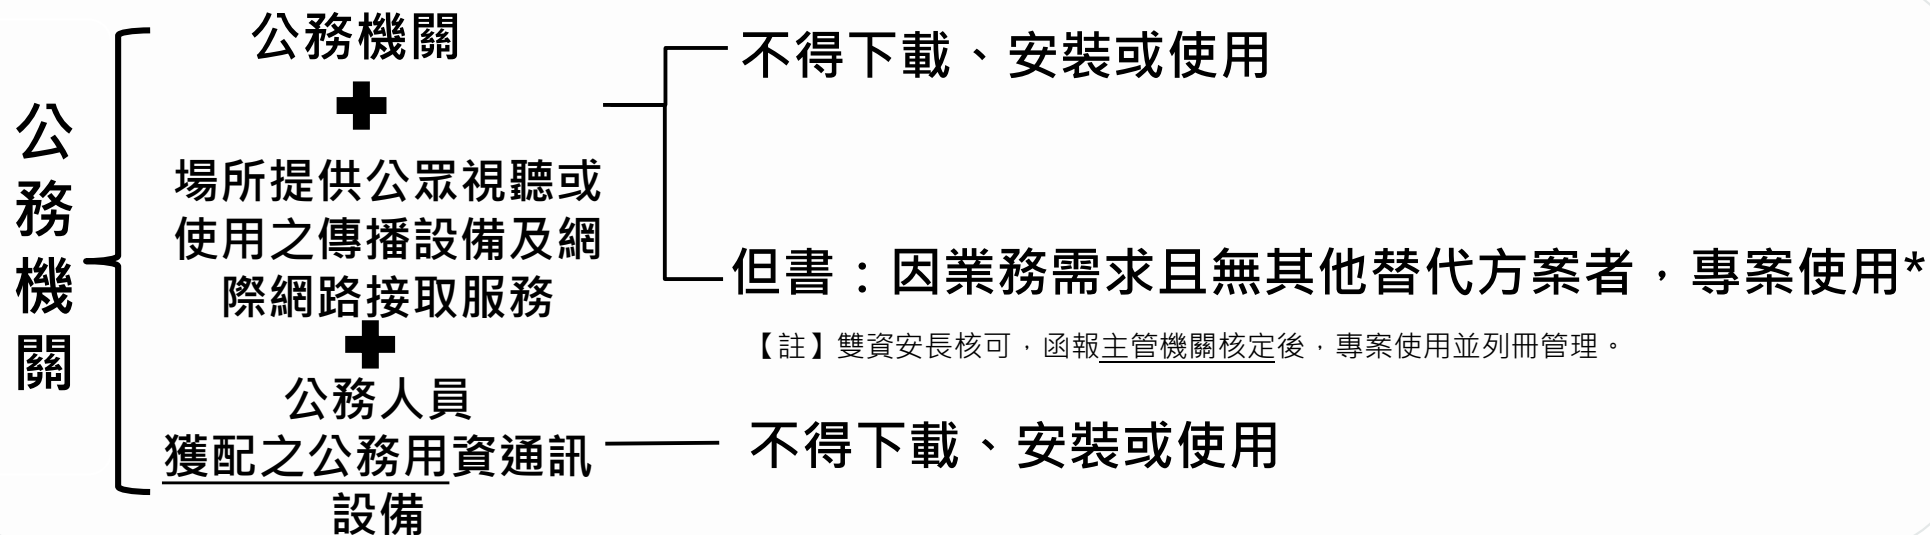 公務機關
公務機關
場所提供公眾視聽或
使用之傳播設備及網
際網路接取服務
公務人員
獲配之公務用資通訊
設備
不得下載、安裝或使用
但書：因業務需求且無其他替代方案者，專案使用*
【註】雙資安長核可，函報主管機關核定後，專案使用並列冊管理。
不得下載、安裝或使用